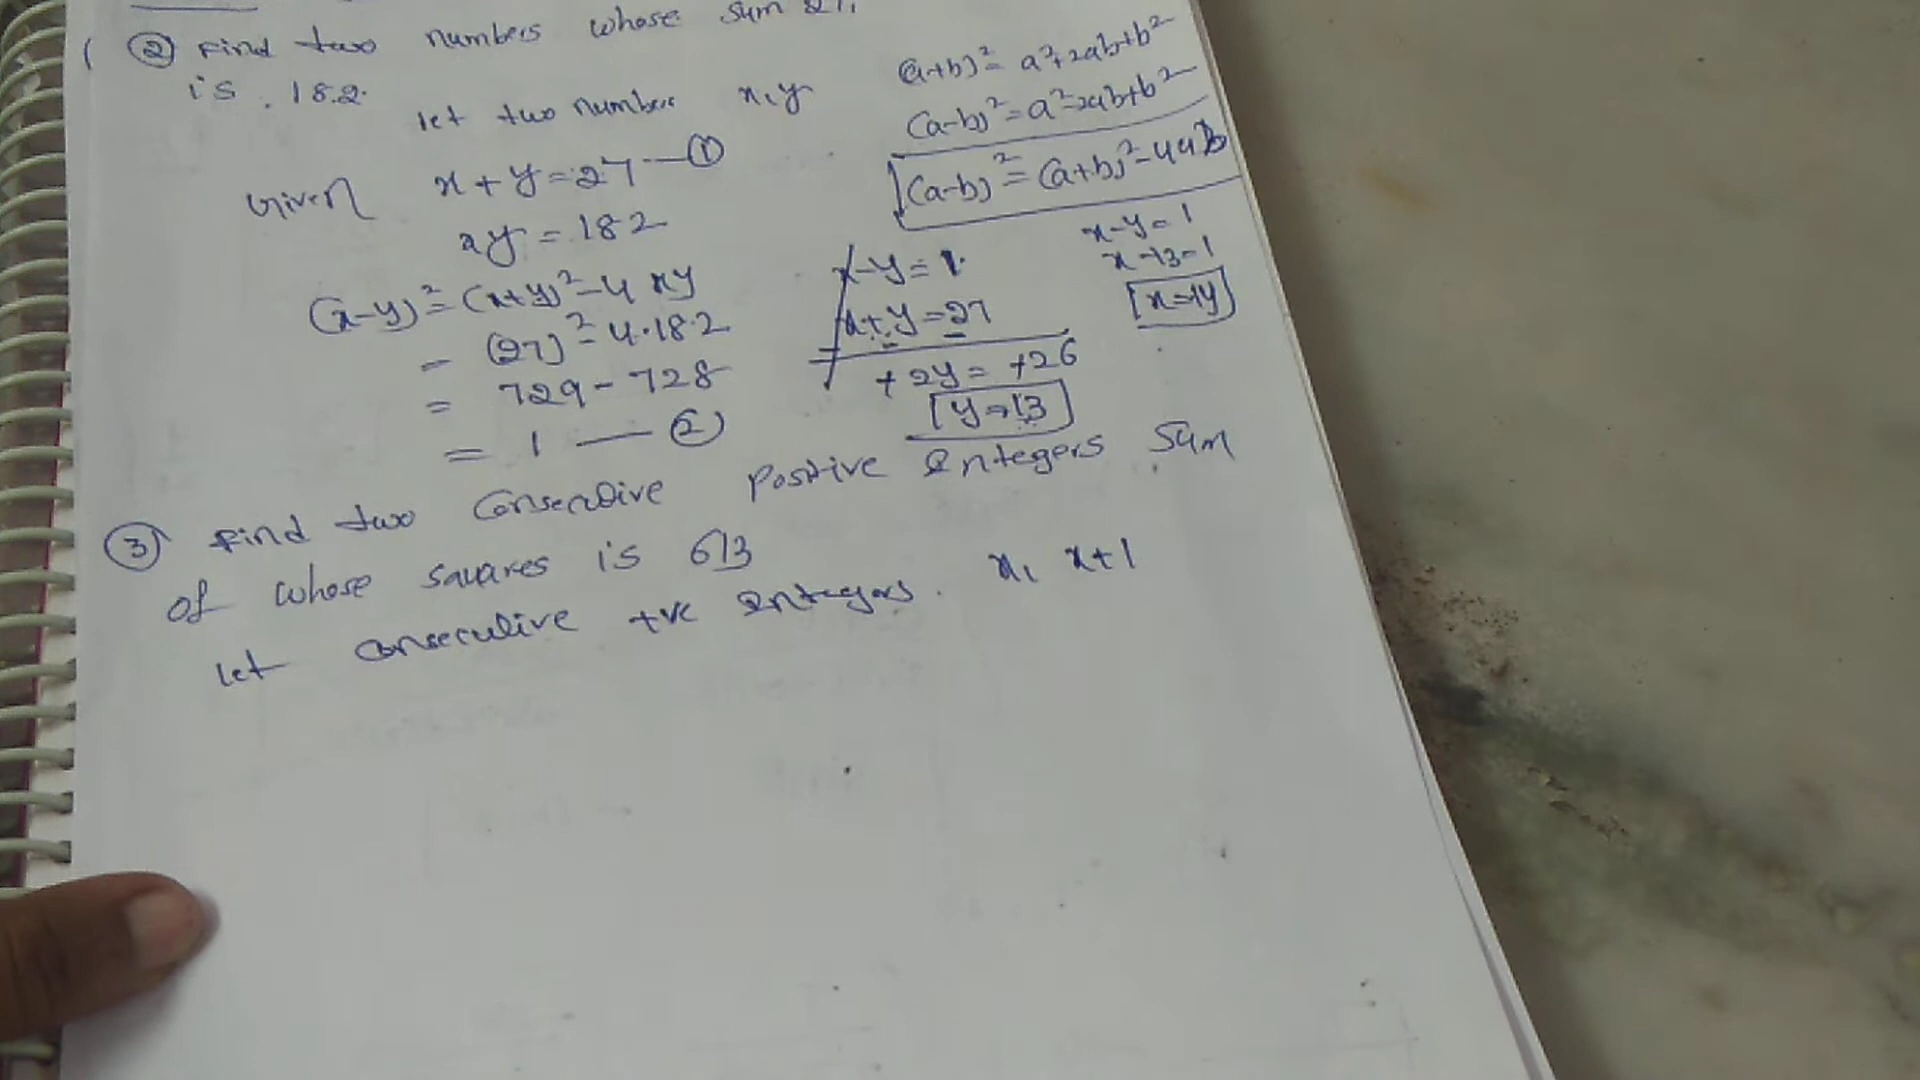 ② Find two numbers whose sum 27,
is . 182.
let two numbers x, y
Given x + y = 27 — ①
xy = 182
(x-y)² = (x+y)² - 4 xy
= (27)² - 4.182
= 729 - 728
= 1 — ②
(a+b)² = a²+2ab+b²
(a-b)² = a²-2ab+b²
(a-b)² = (a+b)² - 4ab
x-y = 1
x+y = 27
+2y = +26
y = 13
x-y = 1
x-13 = 1
x = 14
③ Find two Consecutive positive Integers sum
of whose squares is 613
let consecutive +ve Integers. x, x+1